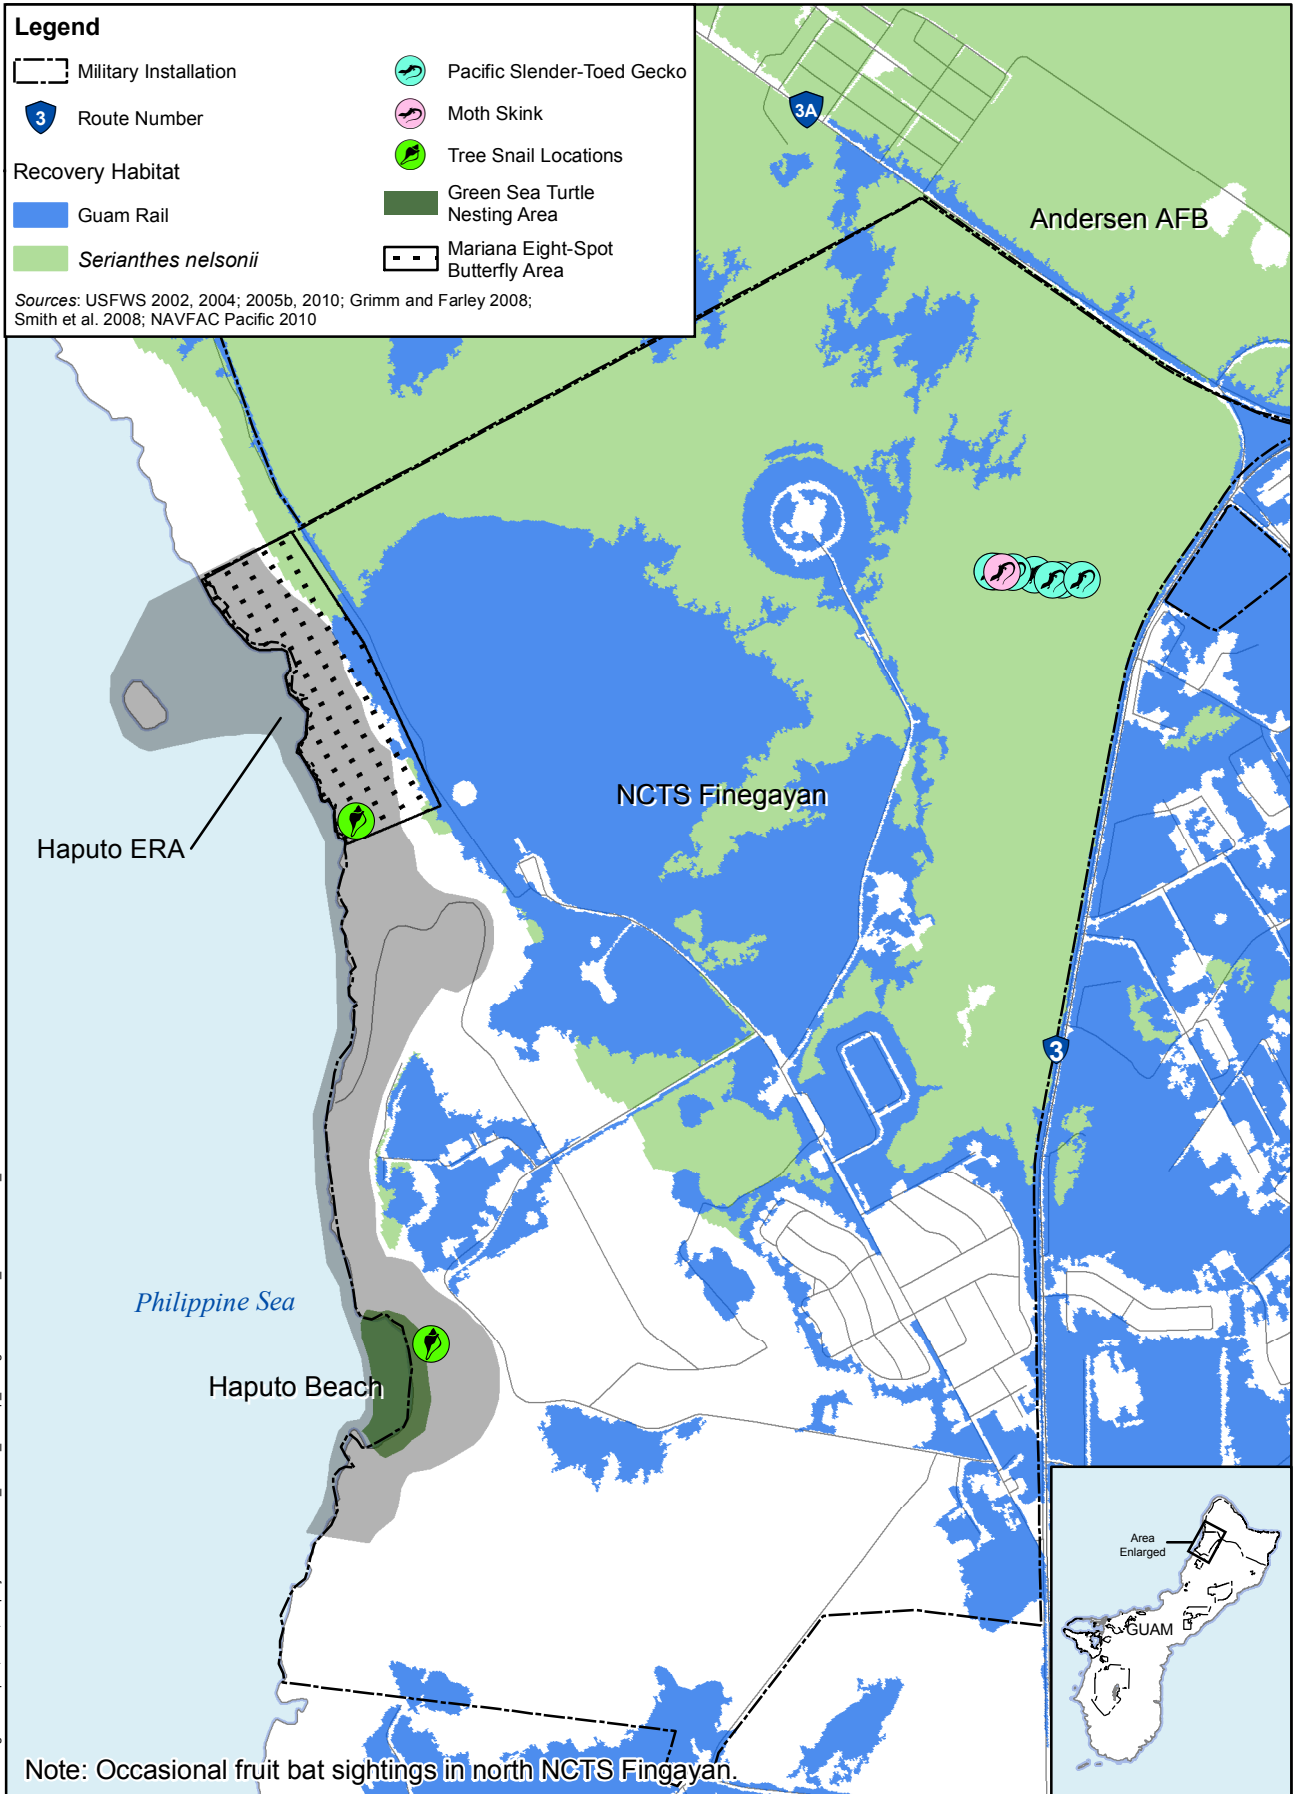 Legend
Military Installation
3
Route Number
Recovery Habitat
Guam Rail
Serianthes nelsonii
Pacific Slender-Toed Gecko
Moth Skink
Tree Snail Locations
Green Sea Turtle
Nesting Area
Mariana Eight-Spot
Butterfly Area
Sources: USFWS 2002, 2004; 2005b, 2010; Grimm and Farley 2008;
Smith et al. 2008; NAVFAC Pacific 2010
3A
Andersen AFB
NCTS Finegayan
Haputo ERA
3
Philippine Sea
Haputo Beach
Area
Enlarged
GUAM
Note: Occasional fruit bat sightings in north NCTS Fingayan.